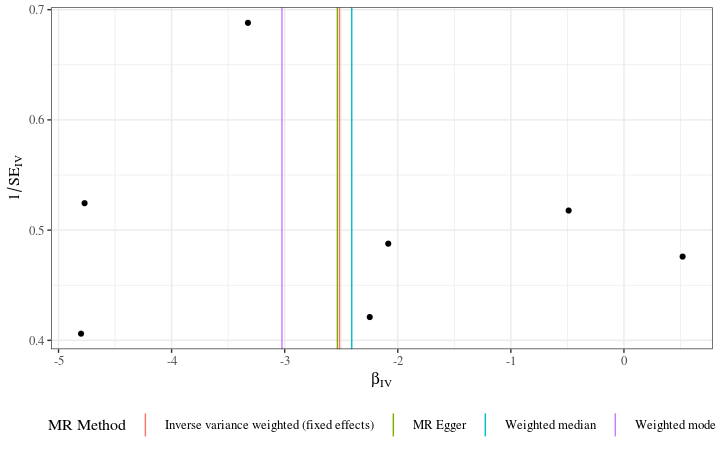 0.7
0.6
0.5
0.4
1/SE_IV
-5 -4 -3 -2 -1 0
β_IV
MR Method Inverse variance weighted (fixed effects) MR Egger Weighted median Weighted mode